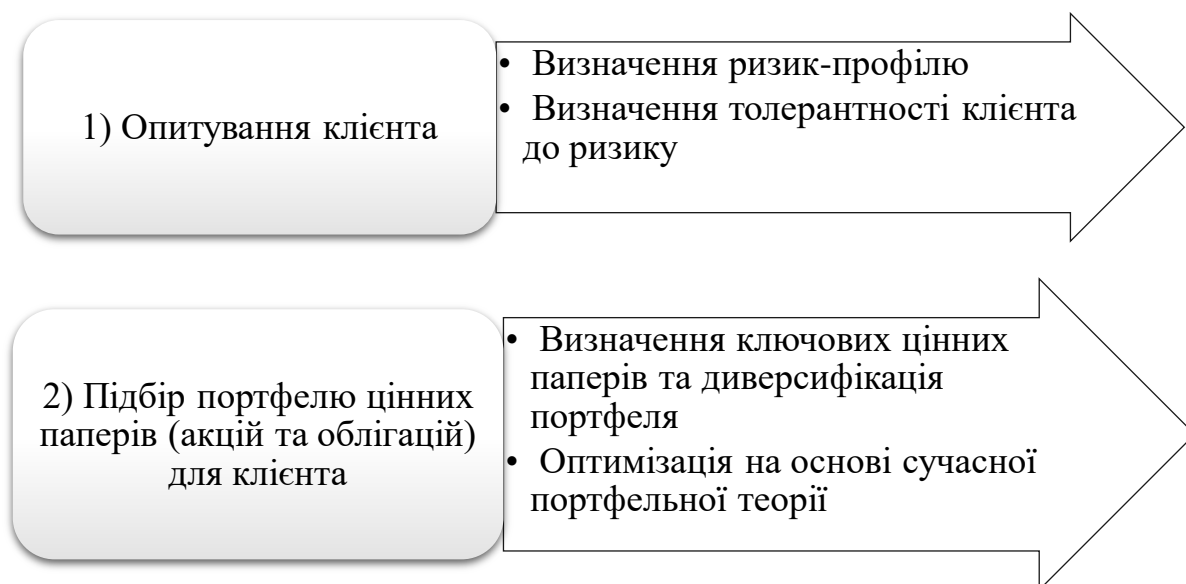 1) Опитування клієнта
• Визначення ризик-профілю
• Визначення толерантності клієнта
до ризику
2) Підбір портфелю цінних
паперів (акцій та облігацій)
для клієнта
• Визначення ключових цінних
паперів та диверсифікація
портфеля
• Оптимізація на основі сучасної
портфельної теорії